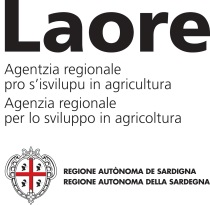 Laore
Agentzia regionale
pro s'isvilupu in agricultura
Agenzia regionale
per lo sviluppo in agricoltura
REGIONE AUTÒNOMA DE SARDIGNA
REGIONE AUTONOMA DELLA SARDEGNA